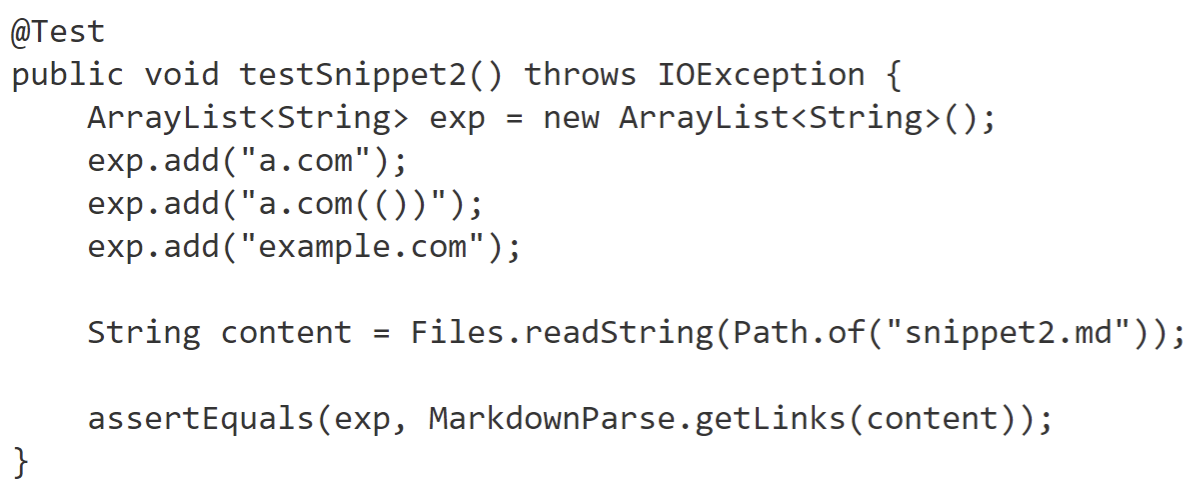 @Test
public void testSnippet2() throws IOException {
    ArrayList<String> exp = new ArrayList<String>();
    exp.add("a.com");
    exp.add("a.com(())");
    exp.add("example.com");

    String content = Files.readString(Path.of("snippet2.md"));

    assertEquals(exp, MarkdownParse.getLinks(content));
}